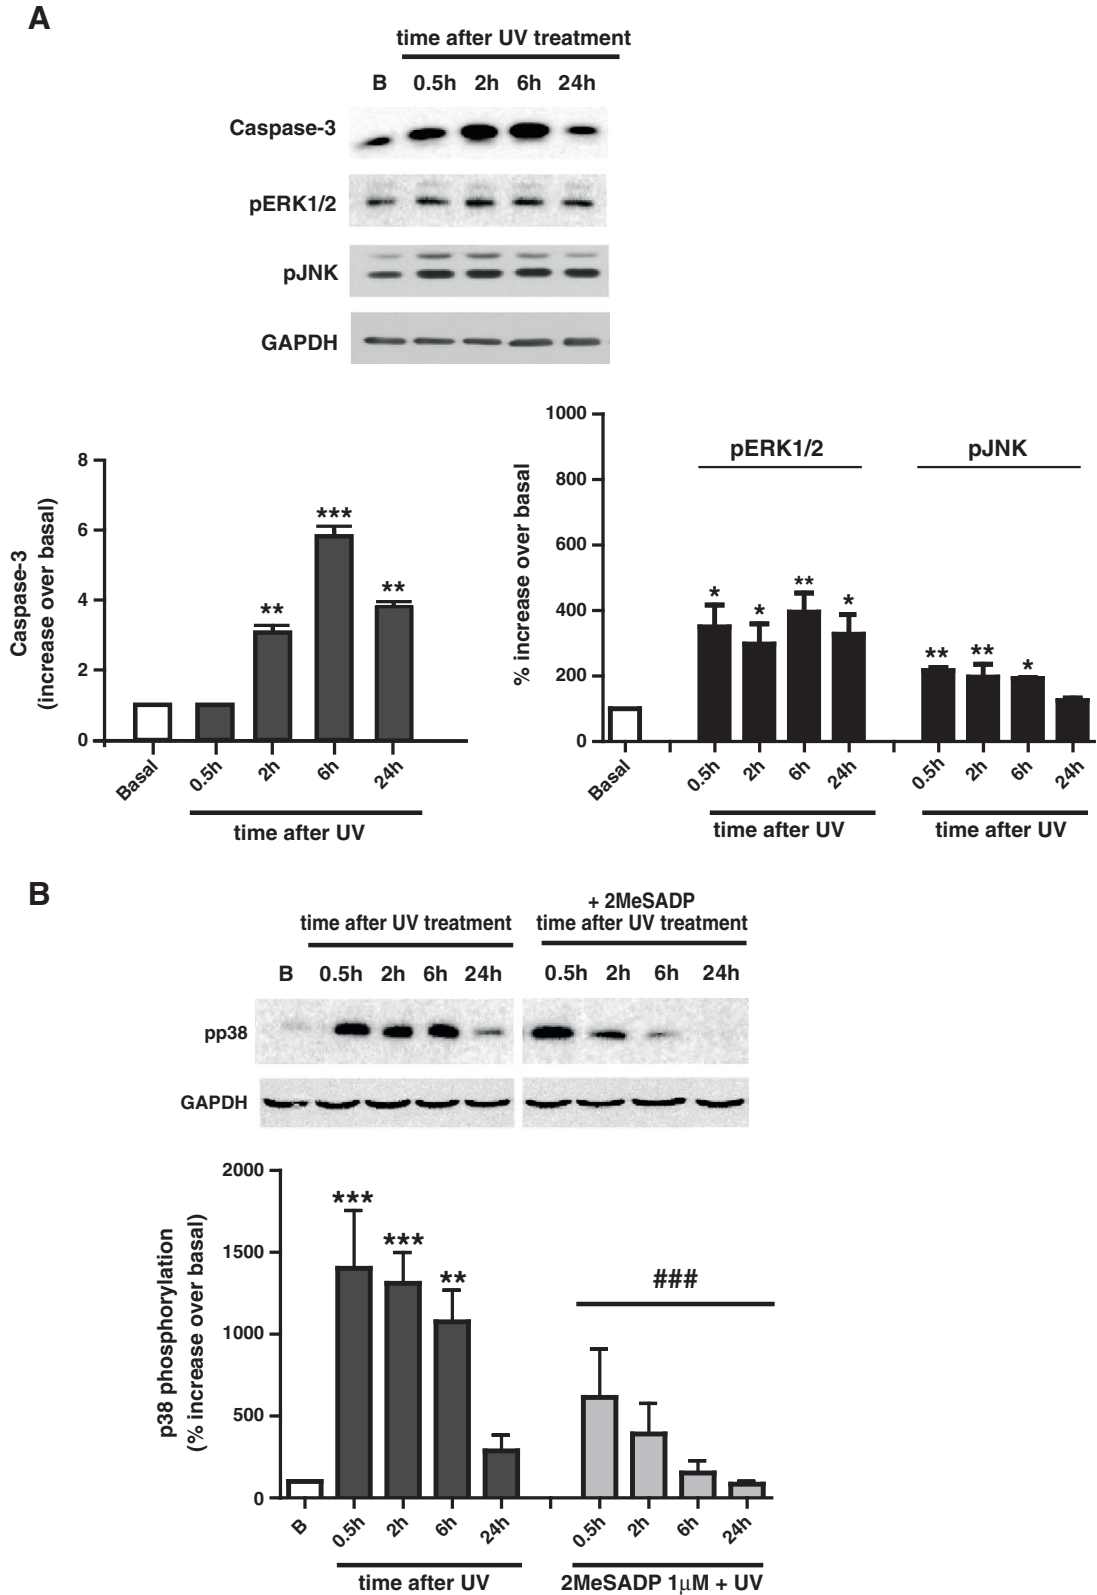 A
time after UV treatment
B 0.5h 2h 6h 24h
Caspase-3
pERK1/2
pJNK
GAPDH
Caspase-3
(increase over basal)
8
6
4
2
0
***
**
**
Basal 0.5h 2h 6h 24h
time after UV
% increase over basal
1000
800
600
400
200
0
pERK1/2 pJNK
* * ** *
** ** *
Basal 0.5h 2h 6h 24h 0.5h 2h 6h 24h
time after UV time after UV
B
+ 2MeSADP
time after UV treatment time after UV treatment
B 0.5h 2h 6h 24h 0.5h 2h 6h 24h
pp38
GAPDH
p38 phosphorylation
(% increase over basal)
2000
1500
1000
500
0
*** *** **
###
B 0.5h 2h 6h 24h 0.5h 2h 6h 24h
time after UV 2MeSADP 1μM + UV